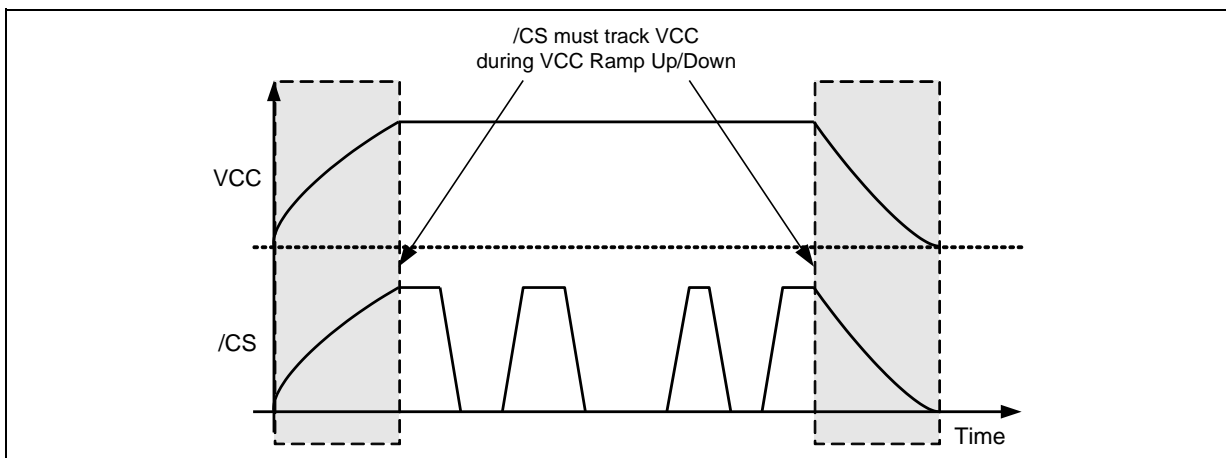 /CS must track VCC
during VCC Ramp Up/Down
VCC
/CS
Time